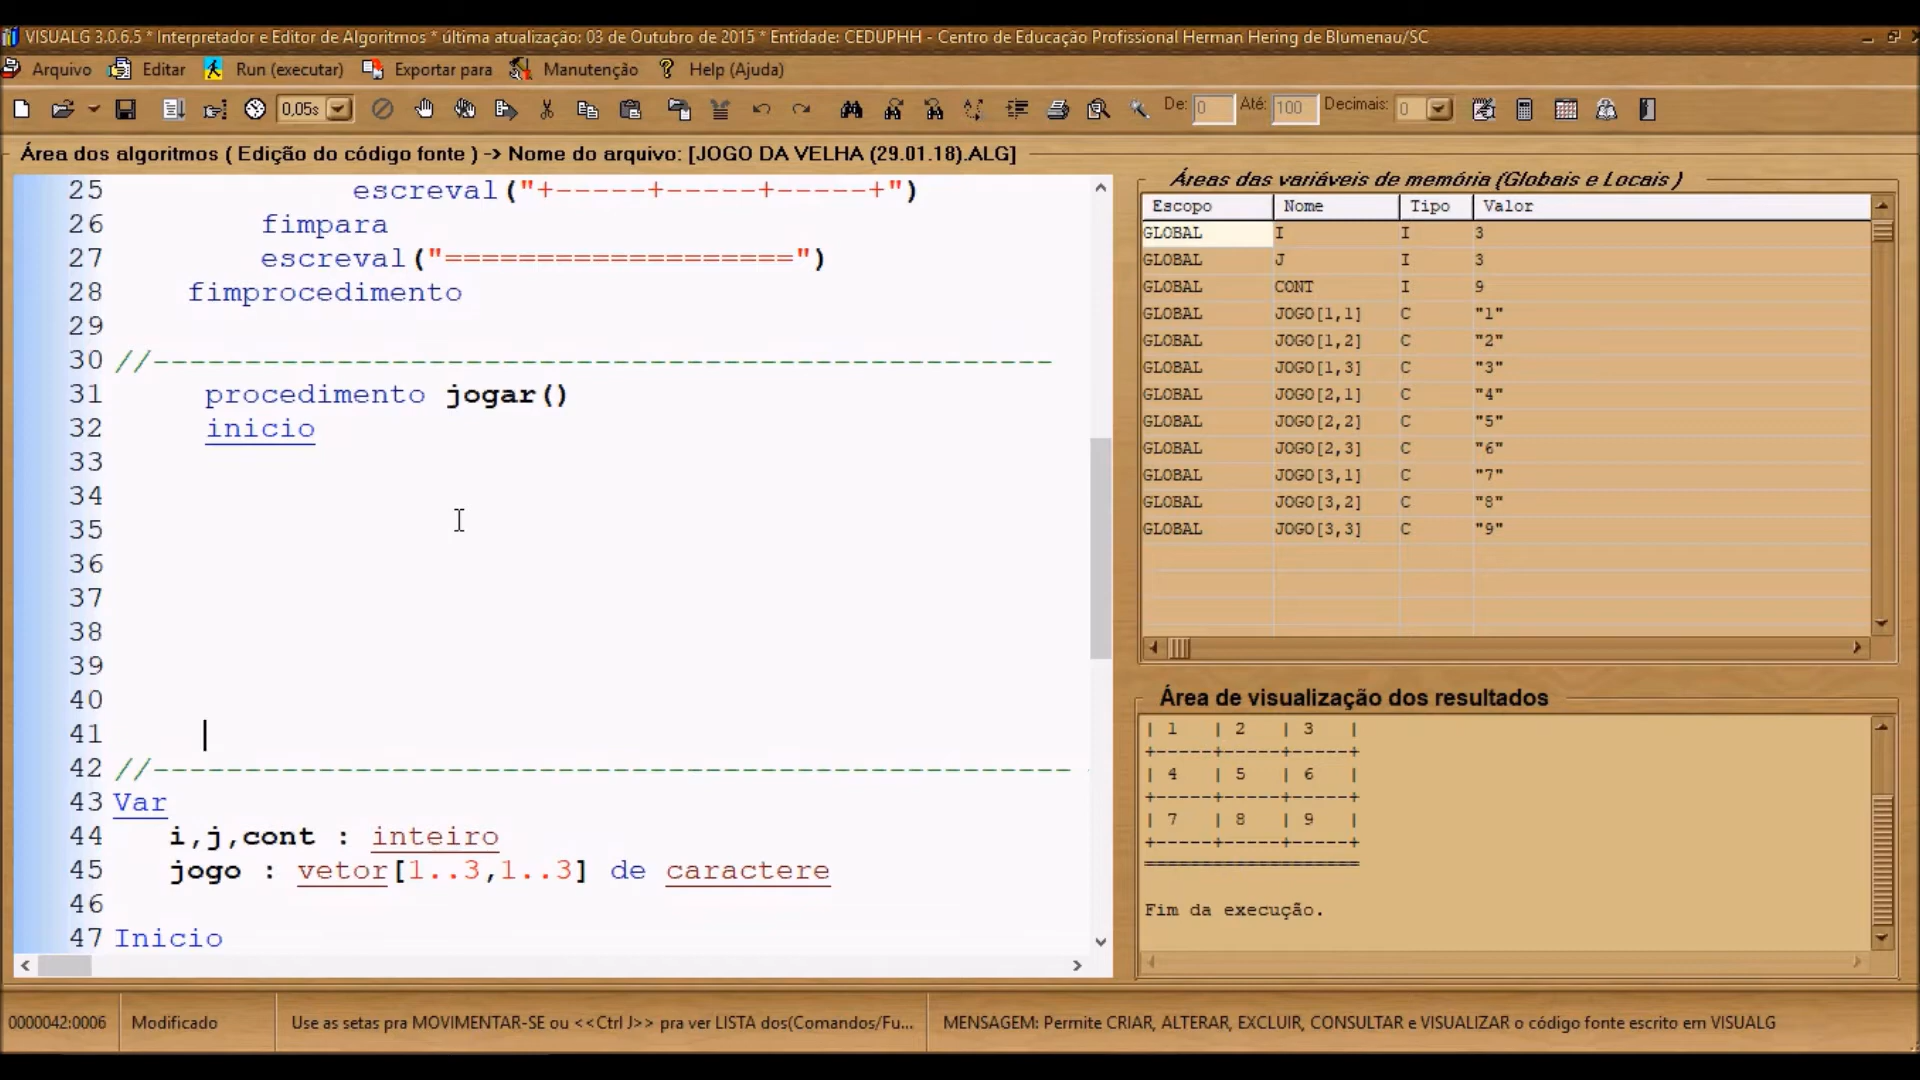 VISUALG 3.0.6.5 * Interpretador e Editor de Algoritmos * última atualização: 03 de Outubro de 2015 * Entidade: CEDUPHH - Centro de Educação Profissional Herman Hering de Blumenau/SC
Arquivo Editar Run (executar) Exportar para Manutenção Help (Ajuda)
0,05s De: 0 Até: 100 Decimais: 0
Área dos algoritmos ( Edição do código fonte ) -> Nome do arquivo: [JOGO DA VELHA (29.01.18).ALG]
25 escreval("+-----+-----+-----+")
26 fimpara
27 escreval("===================")
28 fimprocedimento
29
30 //-------------------------------------------------
31 procedimento jogar()
32 inicio
33
34
35
36
37
38
39
40
41
42 //--------------------------------------------------
43 Var
44 i,j,cont : inteiro
45 jogo : vetor[1..3,1..3] de caractere
46
47 Inicio
Áreas das variáveis de memória (Globais e Locais )
Escopo Nome Tipo Valor
GLOBAL I I 3
GLOBAL J I 3
GLOBAL CONT I 9
GLOBAL JOGO[1,1] C "1"
GLOBAL JOGO[1,2] C "2"
GLOBAL JOGO[1,3] C "3"
GLOBAL JOGO[2,1] C "4"
GLOBAL JOGO[2,2] C "5"
GLOBAL JOGO[2,3] C "6"
GLOBAL JOGO[3,1] C "7"
GLOBAL JOGO[3,2] C "8"
GLOBAL JOGO[3,3] C "9"
Área de visualização dos resultados
| 1 | 2 | 3 |
+-----+-----+-----+
| 4 | 5 | 6 |
+-----+-----+-----+
| 7 | 8 | 9 |
+-----+-----+-----+
===================
Fim da execução.
0000042:0006 Modificado Use as setas pra MOVIMENTAR-SE ou <<Ctrl J>> pra ver LISTA dos(Comandos/Fu... MENSAGEM: Permite CRIAR, ALTERAR, EXCLUIR, CONSULTAR e VISUALIZAR o código fonte escrito em VISUALG